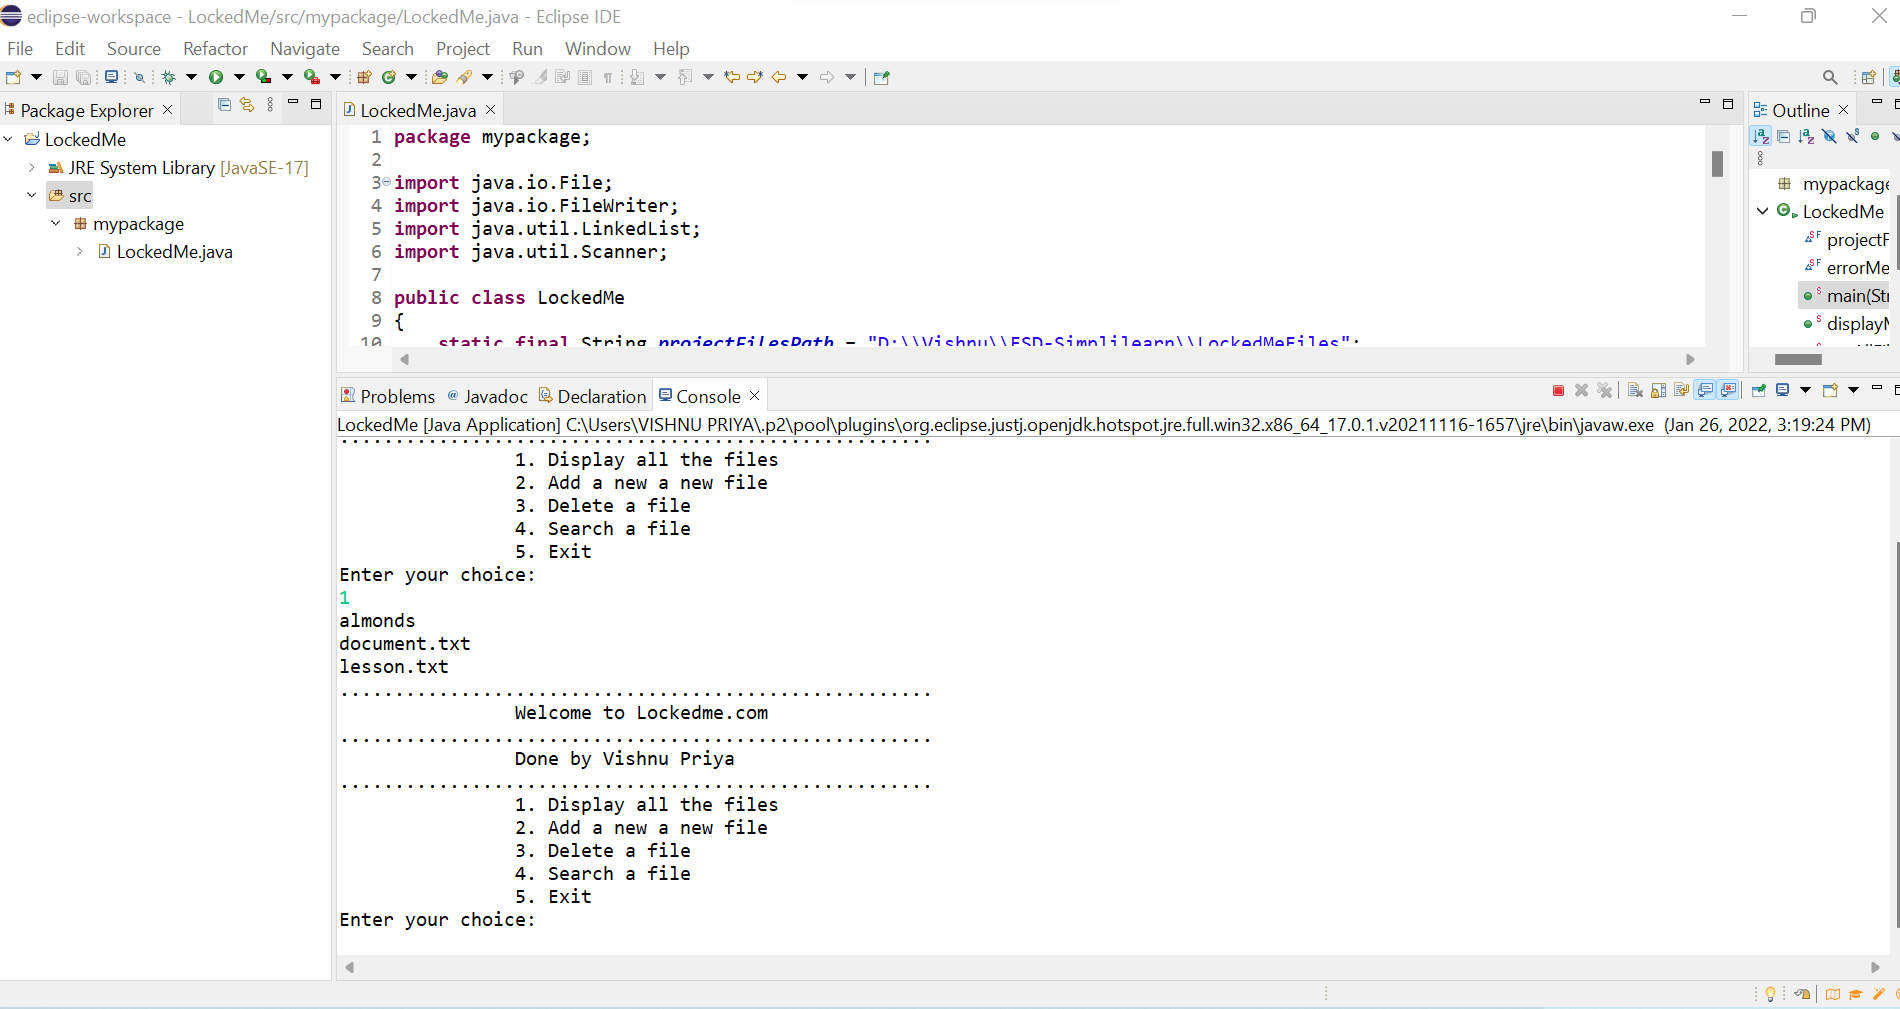 eclipse-workspace - LockedMe/src/mypackage/LockedMe.java - Eclipse IDE
File Edit Source Refactor Navigate Search Project Run Window Help
Package Explorer
LockedMe
JRE System Library [JavaSE-17]
src
mypackage
LockedMe.java
LockedMe.java
1 package mypackage;
2
3 import java.io.File;
4 import java.io.FileWriter;
5 import java.util.LinkedList;
6 import java.util.Scanner;
7
8 public class LockedMe
9 {
10 static final String projectFilesPath = "D:\\Vishnu\\FSD-Simplilearn\\LockedMeFiles";
Outline
mypackage
LockedMe
projectF
errorMe
main(Str
displayM
Problems Javadoc Declaration Console
LockedMe [Java Application] C:\Users\VISHNU PRIYA\.p2\pool\plugins\org.eclipse.justj.openjdk.hotspot.jre.full.win32.x86_64_17.0.1.v20211116-1657\jre\bin\javaw.exe (Jan 26, 2022, 3:19:24 PM)
......................................................
1. Display all the files
2. Add a new a new file
3. Delete a file
4. Search a file
5. Exit
Enter your choice:
1
almonds
document.txt
lesson.txt
......................................................
Welcome to Lockedme.com
......................................................
Done by Vishnu Priya
......................................................
1. Display all the files
2. Add a new a new file
3. Delete a file
4. Search a file
5. Exit
Enter your choice: